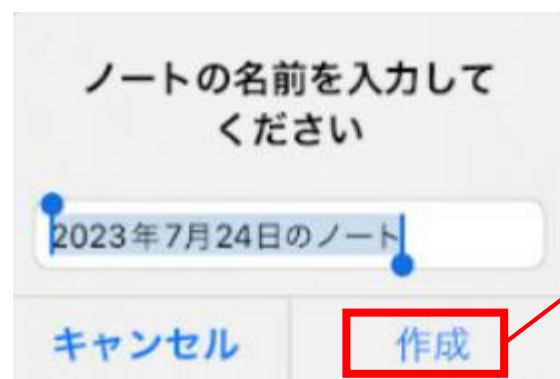 ノートの名前を入力して
ください
2023年7月24日のノート
キャンセル
作成